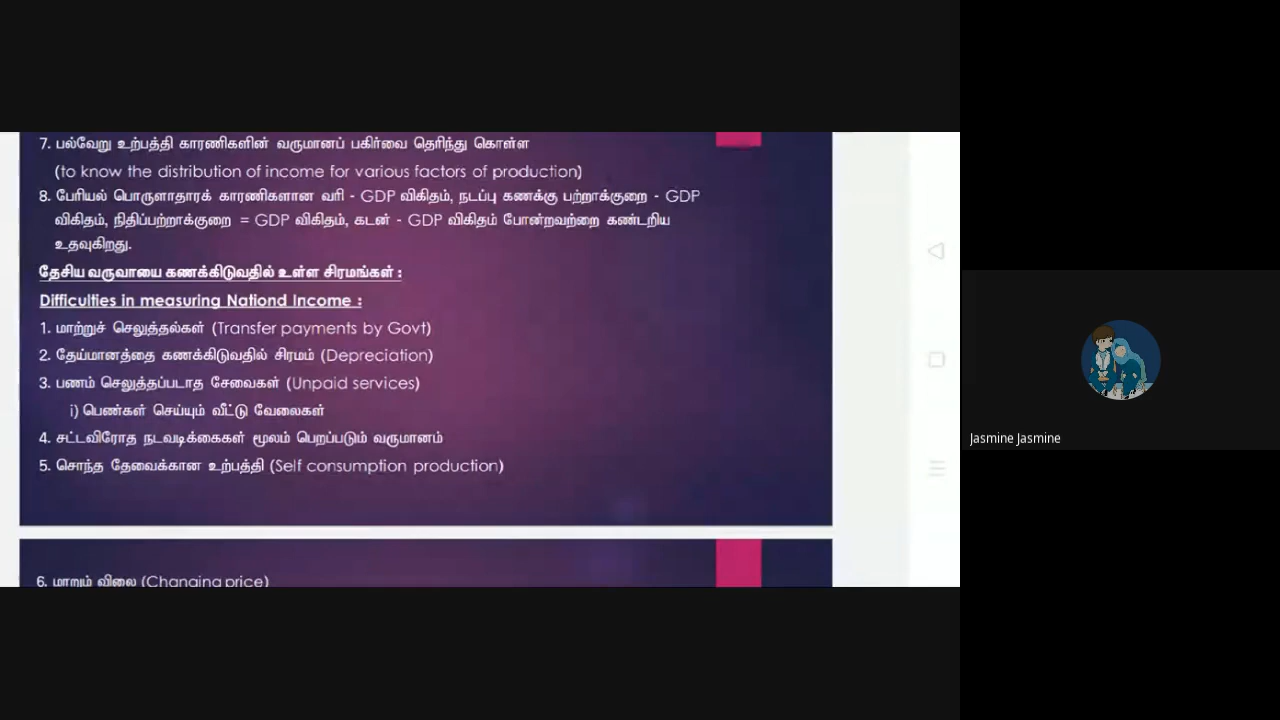 7. பல்வேறு உற்பத்தி காரணிகளின் வருமானப் பகிர்வை தெரிந்து கொள்ள
(to know the distribution of income for various factors of production)
8. பேரியல் பொருளாதாரக் காரணிகளான வரி - GDP விகிதம், நடப்பு கணக்கு பற்றாக்குறை - GDP
விகிதம், நிதிப்பற்றாக்குறை = GDP விகிதம், கடன் - GDP விகிதம் போன்றவற்றை கண்டறிய
உதவுகிறது.
தேசிய வருவாயை கணக்கிடுவதில் உள்ள சிரமங்கள் :
Difficulties in measuring Nationd Income :
1. மாற்றுச் செலுத்தல்கள் (Transfer payments by Govt)
2. தேய்மானத்தை கணக்கிடுவதில் சிரமம் (Depreciation)
3. பணம் செலுத்தப்படாத சேவைகள் (Unpaid services)
i) பெண்கள் செய்யும் வீட்டு வேலைகள்
4. சட்டவிரோத நடவடிக்கைகள் மூலம் பெறப்படும் வருமானம்
5. சொந்த தேவைக்கான உற்பத்தி (Self consumption production)
6. மாறும் விலை (Changing price)
Jasmine Jasmine